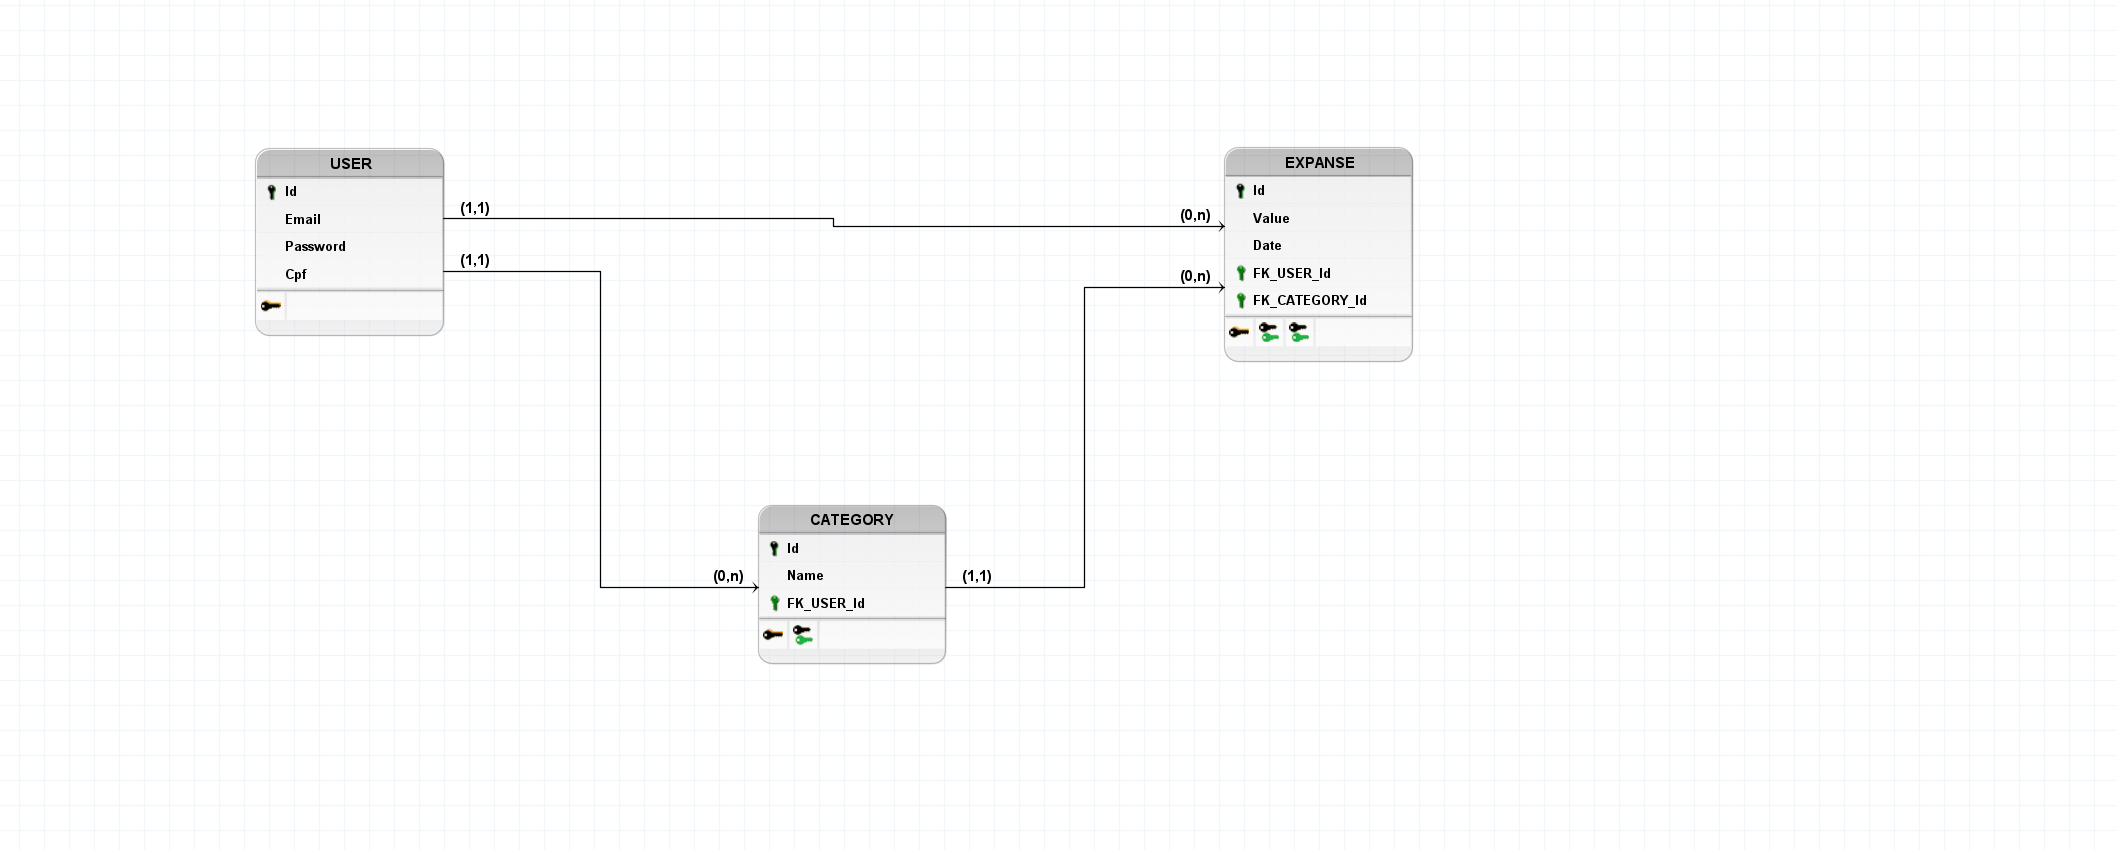 USER
Id
Email
Password
Cpf
(1,1)
(1,1)
(0,n)
(0,n)
EXPANSE
Id
Value
Date
FK_USER_Id
FK_CATEGORY_Id
CATEGORY
Id
Name
FK_USER_Id
(0,n)
(1,1)